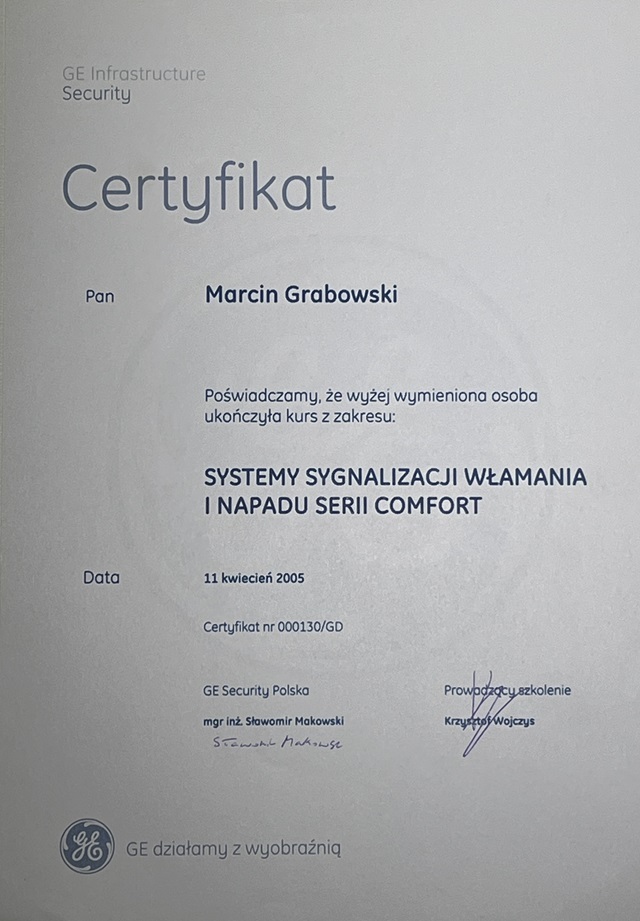 GE Infrastructure
Security
Certyfikat
Pan Marcin Grabowski
Poświadczamy, że wyżej wymieniona osoba
ukończyła kurs z zakresu:
SYSTEMY SYGNALIZACJI WŁAMANIA
I NAPADU SERII COMFORT
Data 11 kwiecień 2005
Certyfikat nr 000130/GD
GE Security Polska Prowadzący szkolenie
mgr inż. Sławomir Makowski Krzysztof Wojczys
GE działamy z wyobraźnią